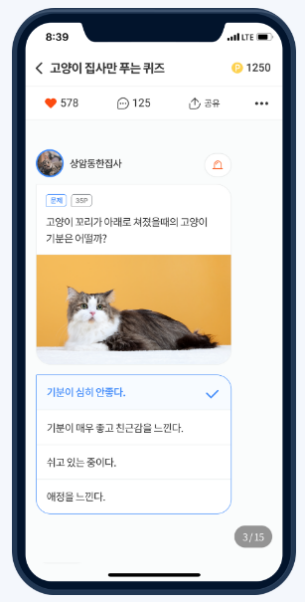 8:39
LTE
고양이 집사만 푸는 퀴즈
P 1250
578
125
공유
상암동한집사
문제
35P
고양이 꼬리가 아래로 쳐졌을때의 고양이
기분은 어떨까?
기분이 심히 안좋다.
기분이 매우 좋고 친근감을 느낀다.
쉬고 있는 중이다.
애정을 느낀다.
3/15